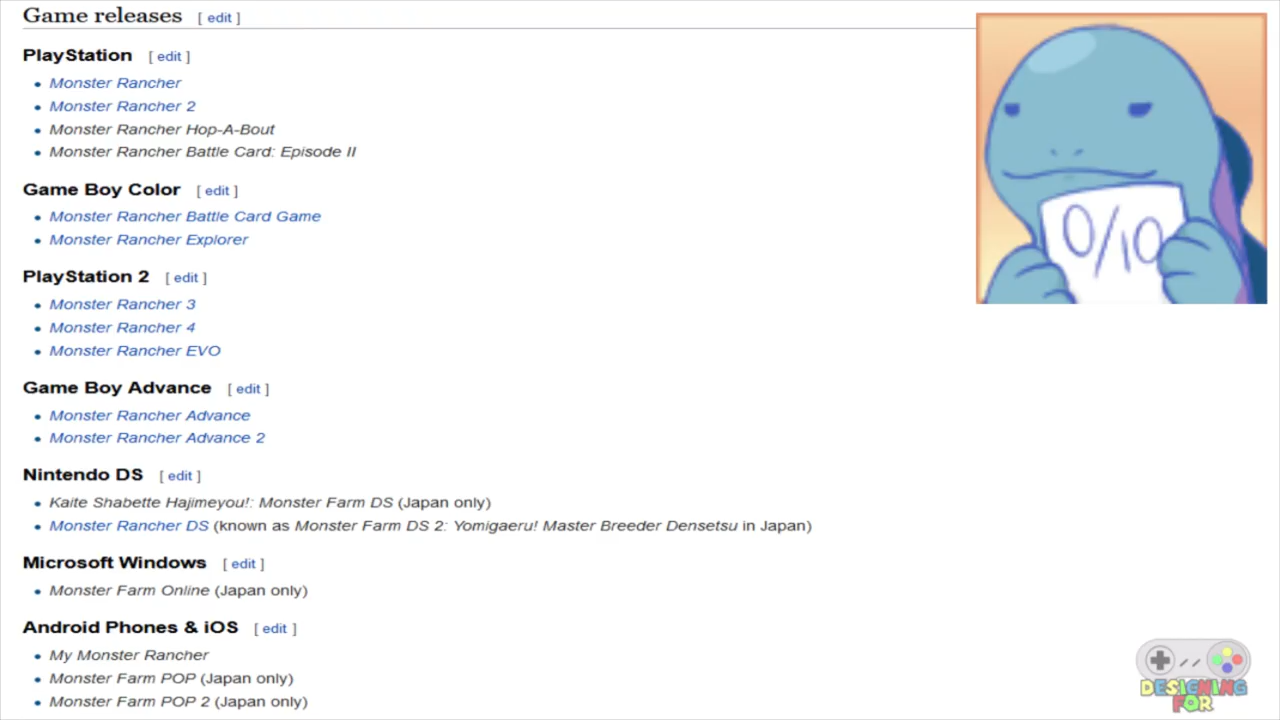 Game releases [ edit ]
PlayStation [ edit ]
Monster Rancher
Monster Rancher 2
Monster Rancher Hop-A-Bout
Monster Rancher Battle Card: Episode II
Game Boy Color [ edit ]
Monster Rancher Battle Card Game
Monster Rancher Explorer
PlayStation 2 [ edit ]
Monster Rancher 3
Monster Rancher 4
Monster Rancher EVO
Game Boy Advance [ edit ]
Monster Rancher Advance
Monster Rancher Advance 2
Nintendo DS [ edit ]
Kaite Shabette Hajimeyou!: Monster Farm DS (Japan only)
Monster Rancher DS (known as Monster Farm DS 2: Yomigaeru! Master Breeder Densetsu in Japan)
Microsoft Windows [ edit ]
Monster Farm Online (Japan only)
Android Phones & iOS [ edit ]
My Monster Rancher
Monster Farm POP (Japan only)
Monster Farm POP 2 (Japan only)
0/10
DESIGNING
FOR